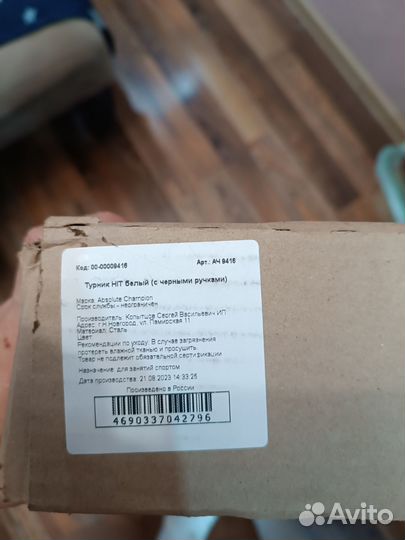 Код: 00-00009416 Арт.: АЧ 9416
Турник HIT белый (с черными ручками)
Марка: Absolute Champion
Срок службы - неограничен
Производитель: Копытцев Сергей Васильевич ИП
Адрес: г.Н.Новгород, ул. Памирская 11
Материал: Сталь
Цвет:
Рекомендации по уходу: В случае загрязнения
протереть влажной тканью и просушить.
Товар не подлежит обязательной сертификации
Назначение: для занятий спортом
Дата производства: 21.08.2023 14:33:25
Произведено в России
4690337042796
Avito